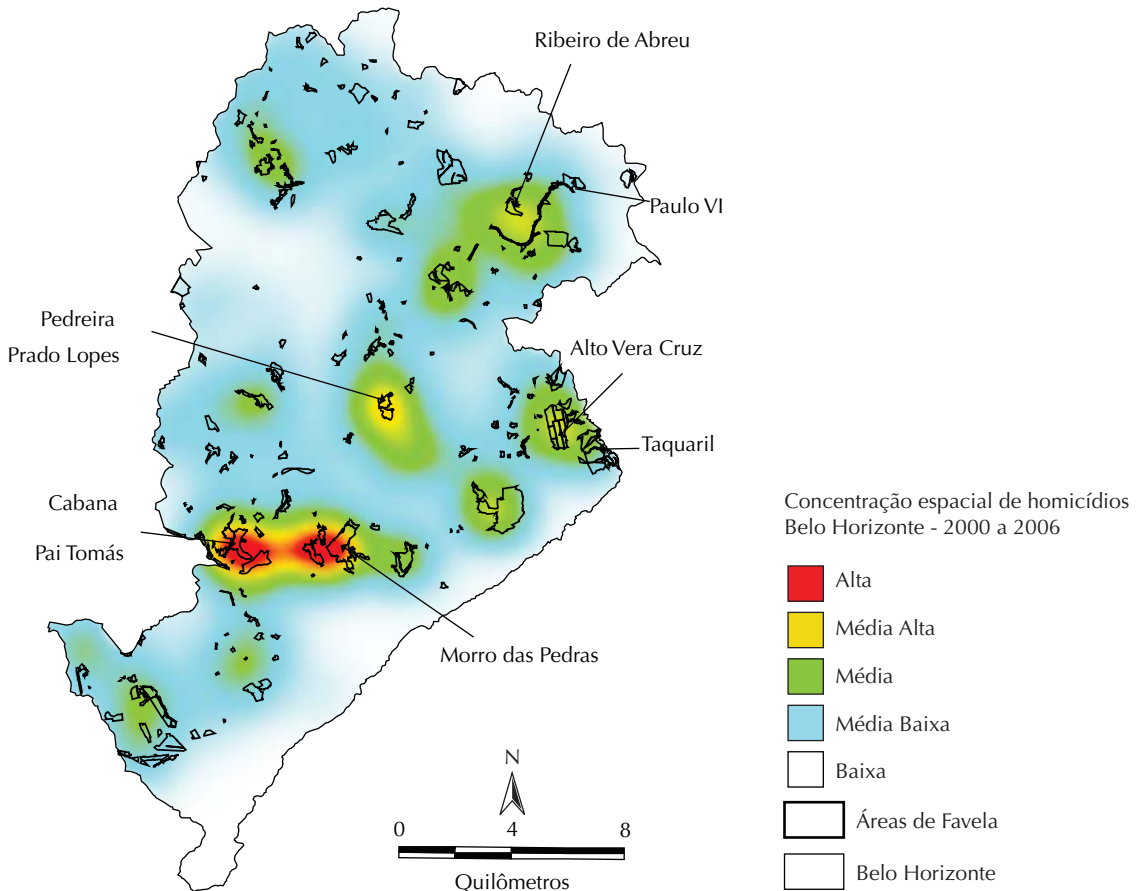 Ribeiro de Abreu
Paulo VI
Pedreira
Prado Lopes
Alto Vera Cruz
Taquaril
Cabana
Pai Tomás
Morro das Pedras
Concentração espacial de homicídios
Belo Horizonte - 2000 a 2006
Alta
Média Alta
Média
Média Baixa
Baixa
Áreas de Favela
Belo Horizonte
N
0 4 8
Quilômetros